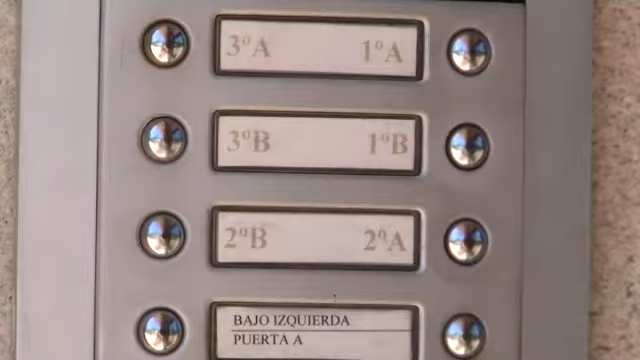 3ºA 1ºA
3ºB 1ºB
2ºB 2ºA
BAJO IZQUIERDA
PUERTA A